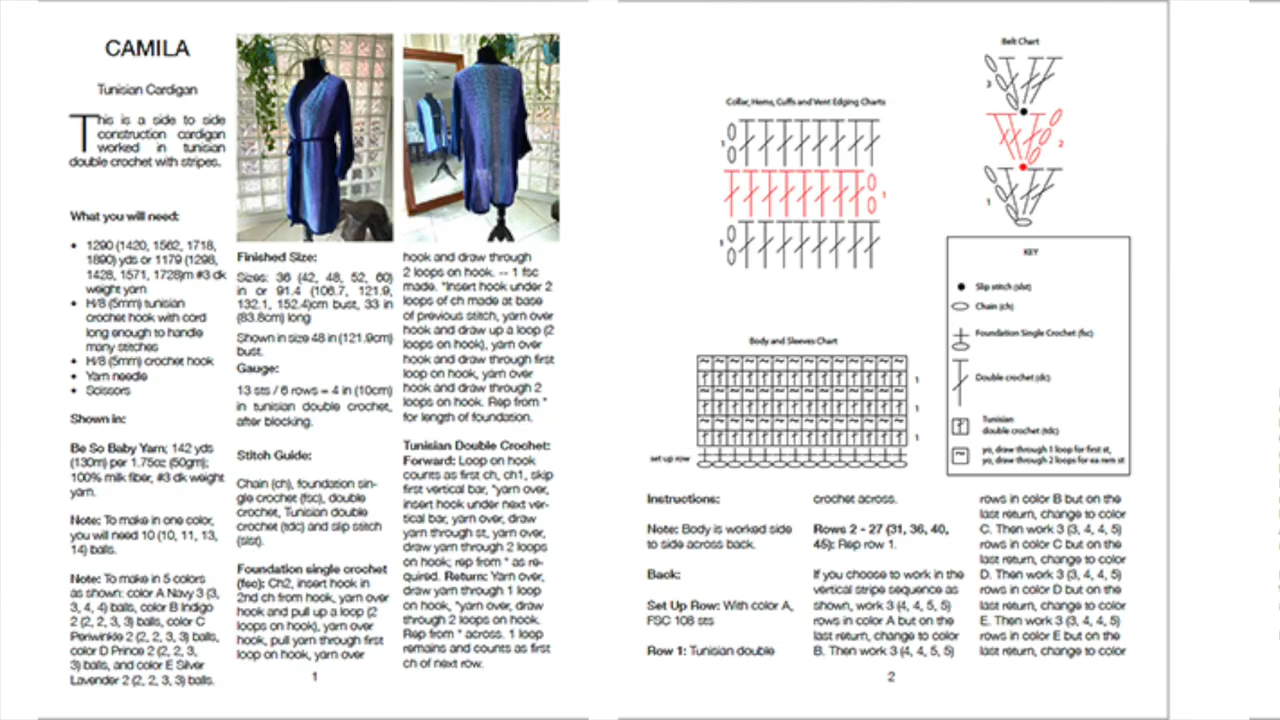 CAMILA
Tunisian Cardigan
This is a side to side
construction cardigan
worked in tunisian
double crochet with stripes.
What you will need:
• 1290 (1420, 1562, 1718,
1890) yds or 1179 (1298,
1428, 1571, 1728)m #3 dk
weight yarn
• H/8 (5mm) tunisian
crochet hook with cord
long enough to handle
many stitches
• H/8 (5mm) crochet hook
• Yarn needle
• Scissors
Shown in:
Be So Baby Yarn; 142 yds
(130m) per 1.75oz (50gm);
100% milk fiber, #3 dk weight
yarn.
Note: To make in one color,
you will need 10 (10, 11, 13,
14) balls.
Note: To make in 5 colors
as shown: color A Navy 3 (3,
3, 4, 4) balls, color B Indigo
2 (2, 2, 3, 3) balls, color C
Periwinkle 2 (2, 2, 3, 3) balls,
color D Prince 2 (2, 2, 3,
3) balls, and color E Silver
Lavender 2 (2, 2, 3, 3) balls.
Finished Size:
Sizes: 36 (42, 48, 52, 60)
in or 91.4 (106.7, 121.9,
132.1, 152.4)cm bust, 33 in
(83.8cm) long
Shown in size 48 in (121.9cm)
bust.
Gauge:
13 sts / 6 rows = 4 in (10cm)
in tunisian double crochet,
after blocking.
Stitch Guide:
Chain (ch), foundation sin-
gle crochet (fsc), double
crochet, Tunisian double
crochet (tdc) and slip stitch
(slst).
Foundation single crochet
(fsc): Ch2, insert hook in
2nd ch from hook, yarn over
hook and pull up a loop (2
loops on hook), yarn over
hook, pull yarn through first
loop on hook, yarn over
hook and draw through
2 loops on hook. -- 1 fsc
made. *Insert hook under 2
loops of ch made at base
of previous stitch, yarn over
hook and draw up a loop (2
loops on hook), yarn over
hook and draw through first
loop on hook, yarn over
hook and draw through 2
loops on hook. Rep from *
for length of foundation.
Tunisian Double Crochet:
Forward: Loop on hook
counts as first ch, ch1, skip
first vertical bar, *yarn over,
insert hook under next ver-
tical bar, yarn over, draw
yarn through st, yarn over,
draw yarn through 2 loops
on hook; rep from * as re-
quired. Return: Yarn over,
draw yarn through 1 loop
on hook, *yarn over, draw
through 2 loops on hook.
Rep from * across. 1 loop
remains and counts as first
ch of next row.
1
Collar, Hems, Cuffs and Vent Edging Charts
1
1
1
Belt Chart
3
2
1
KEY
Slip stitch (slst)
Chain (ch)
Foundation Single Crochet (fsc)
Double crochet (dc)
Tunisian
double crochet (tdc)
yo, draw through 1 loop for first st,
yo, draw through 2 loops for ea rem st
Body and Sleeves Chart
1
1
1
set up row
Instructions:
Note: Body is worked side
to side across back.
Back:
Set Up Row: With color A,
FSC 108 sts
Row 1: Tunisian double
crochet across.
Rows 2 - 27 (31, 36, 40,
45): Rep row 1.
If you choose to work in the
vertical stripe sequence as
shown, work 3 (4, 4, 5, 5)
rows in color A but on the
last return, change to color
B. Then work 3 (4, 4, 5, 5)
rows in color B but on the
last return, change to color
C. Then work 3 (3, 4, 4, 5)
rows in color C but on the
last return, change to color
D. Then work 3 (3, 4, 4, 5)
rows in color D but on the
last return, change to color
E. Then work 3 (3, 4, 4, 5)
rows in color E but on the
last return, change to color
2